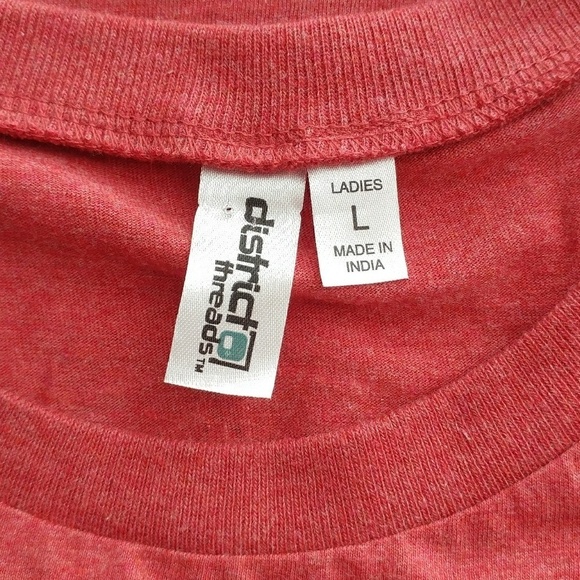 district
threads™
LADIES
L
MADE IN
INDIA